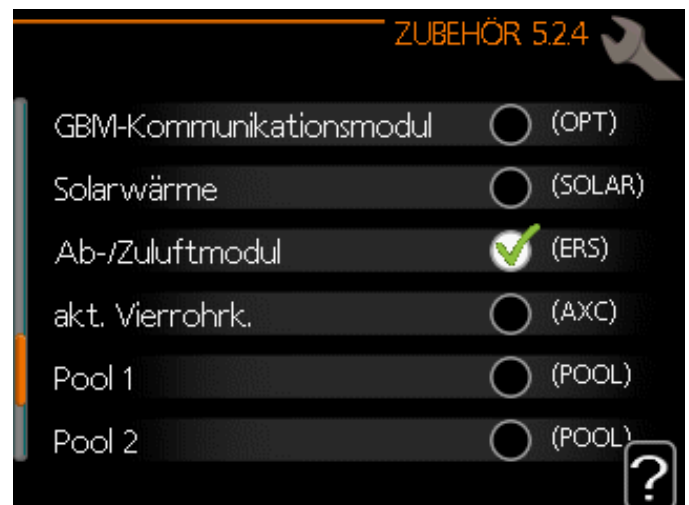 ZUBEHÖR 5.2.4
GBM-Kommunikationsmodul (OPT)
Solarwärme (SOLAR)
Ab-/Zuluftmodul (ERS)
akt. Vierrohrk. (AXC)
Pool 1 (POOL)
Pool 2 (POOL)
?